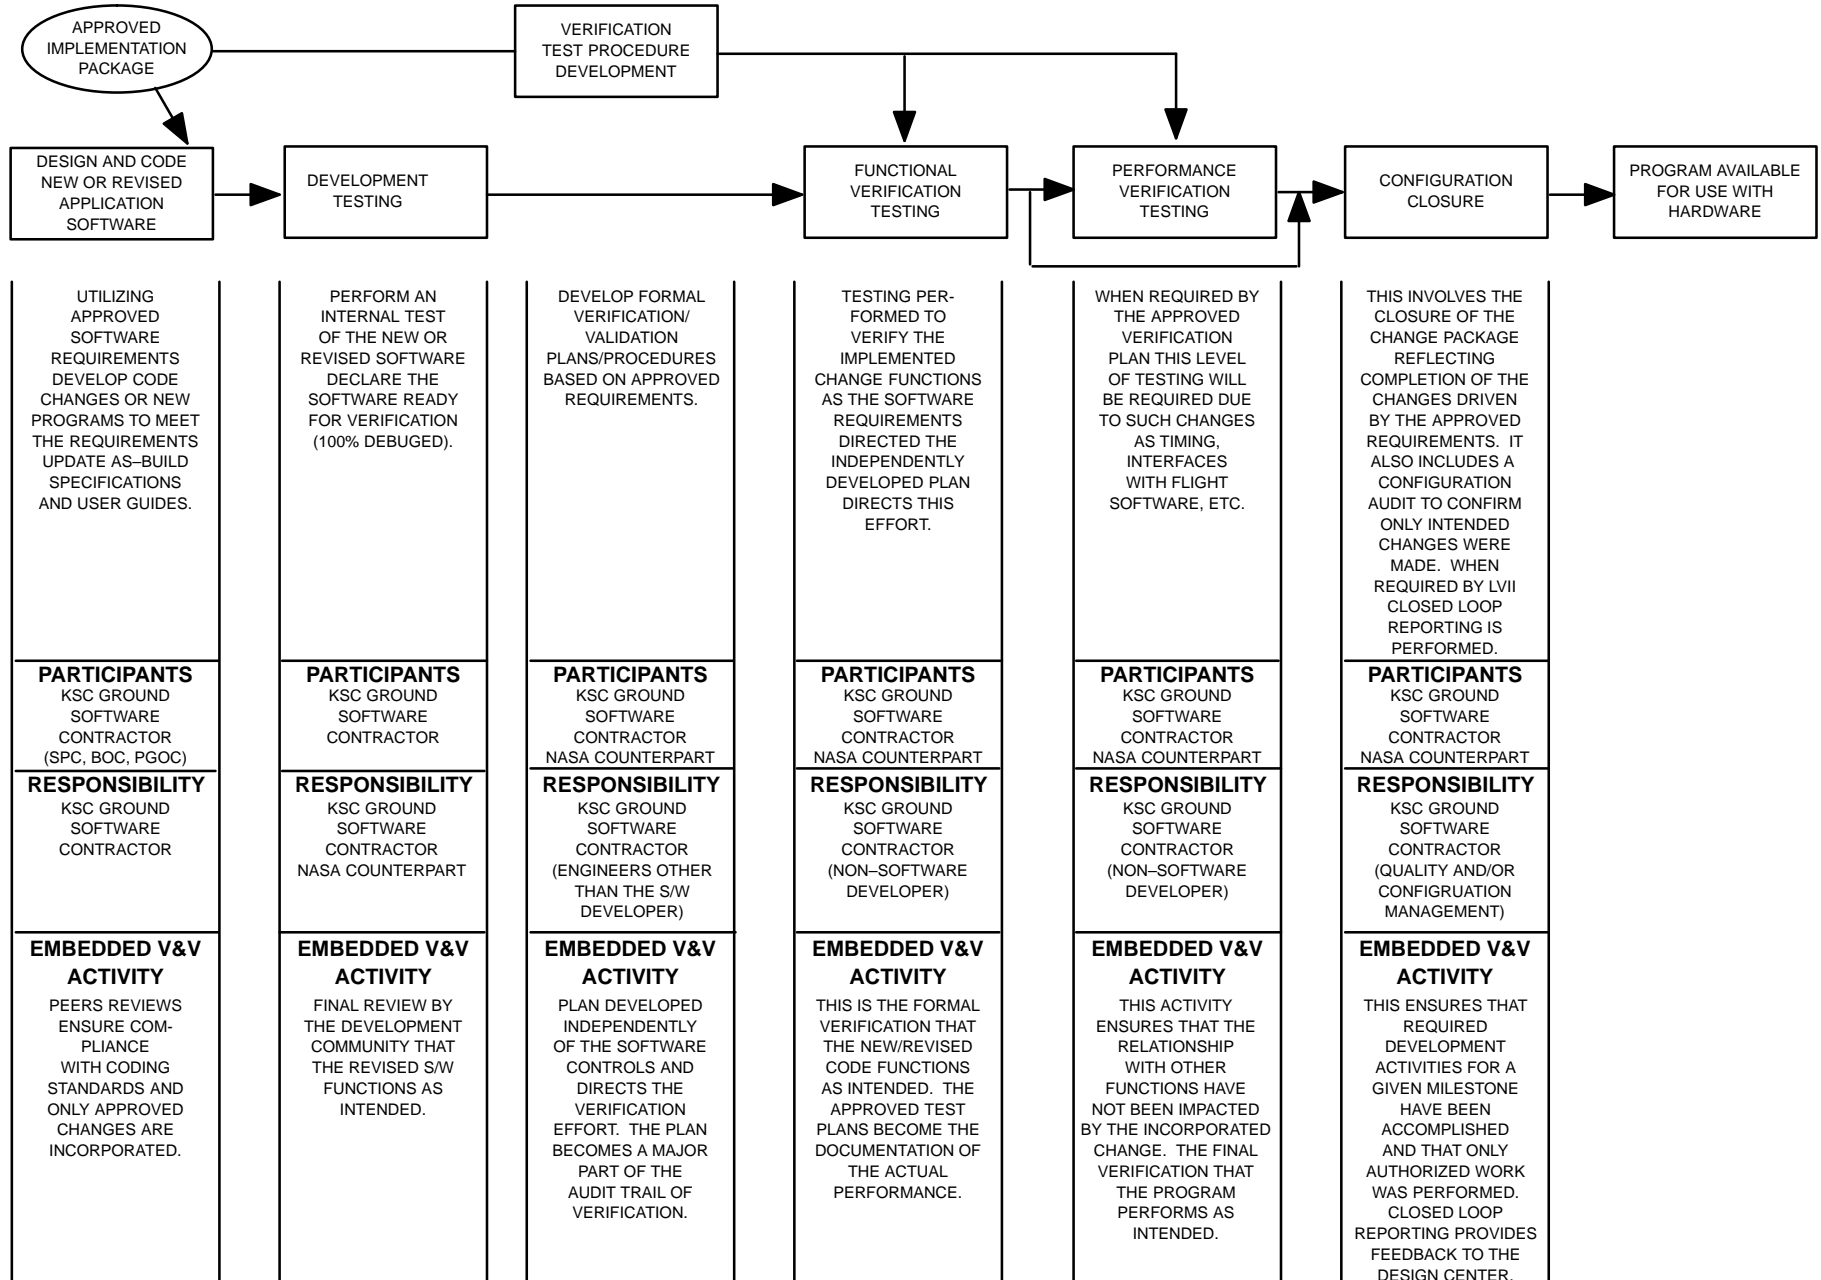 APPROVED
IMPLEMENTATION
PACKAGE
VERIFICATION
TEST PROCEDURE
DEVELOPMENT
DESIGN AND CODE
NEW OR REVISED
APPLICATION
SOFTWARE
DEVELOPMENT
TESTING
FUNCTIONAL
VERIFICATION
TESTING
PERFORMANCE
VERIFICATION
TESTING
CONFIGURATION
CLOSURE
PROGRAM AVAILABLE
FOR USE WITH
HARDWARE
UTILIZING
APPROVED
SOFTWARE
REQUIREMENTS
DEVELOP CODE
CHANGES OR NEW
PROGRAMS TO MEET
THE REQUIREMENTS
UPDATE AS–BUILD
SPECIFICATIONS
AND USER GUIDES.
PARTICIPANTS
KSC GROUND
SOFTWARE
CONTRACTOR
(SPC, BOC, PGOC)
RESPONSIBILITY
KSC GROUND
SOFTWARE
CONTRACTOR
EMBEDDED V&V
ACTIVITY
PEERS REVIEWS
ENSURE COM-
PLIANCE
WITH CODING
STANDARDS AND
ONLY APPROVED
CHANGES ARE
INCORPORATED.
PERFORM AN
INTERNAL TEST
OF THE NEW OR
REVISED SOFTWARE
DECLARE THE
SOFTWARE READY
FOR VERIFICATION
(100% DEBUGED).
PARTICIPANTS
KSC GROUND
SOFTWARE
CONTRACTOR
RESPONSIBILITY
KSC GROUND
SOFTWARE
CONTRACTOR
NASA COUNTERPART
EMBEDDED V&V
ACTIVITY
FINAL REVIEW BY
THE DEVELOPMENT
COMMUNITY THAT
THE REVISED S/W
FUNCTIONS AS
INTENDED.
DEVELOP FORMAL
VERIFICATION/
VALIDATION
PLANS/PROCEDURES
BASED ON APPROVED
REQUIREMENTS.
PARTICIPANTS
KSC GROUND
SOFTWARE
CONTRACTOR
NASA COUNTERPART
RESPONSIBILITY
KSC GROUND
SOFTWARE
CONTRACTOR
(ENGINEERS OTHER
THAN THE S/W
DEVELOPER)
EMBEDDED V&V
ACTIVITY
PLAN DEVELOPED
INDEPENDENTLY
OF THE SOFTWARE
CONTROLS AND
DIRECTS THE
VERIFICATION
EFFORT.  THE PLAN
BECOMES A MAJOR
PART OF THE
AUDIT TRAIL OF
VERIFICATION.
TESTING PER-
FORMED TO
VERIFY THE
IMPLEMENTED
CHANGE FUNCTIONS
AS THE SOFTWARE
REQUIREMENTS
DIRECTED THE
INDEPENDENTLY
DEVELOPED PLAN
DIRECTS THIS
EFFORT.
PARTICIPANTS
KSC GROUND
SOFTWARE
CONTRACTOR
NASA COUNTERPART
RESPONSIBILITY
KSC GROUND
SOFTWARE
CONTRACTOR
(NON–SOFTWARE
DEVELOPER)
EMBEDDED V&V
ACTIVITY
THIS IS THE FORMAL
VERIFICATION THAT
THE NEW/REVISED
CODE FUNCTIONS
AS INTENDED.  THE
APPROVED TEST
PLANS BECOME THE
DOCUMENTATION OF
THE ACTUAL
PERFORMANCE.
WHEN REQUIRED BY
THE APPROVED
VERIFICATION
PLAN THIS LEVEL
OF TESTING WILL
BE REQUIRED DUE
TO SUCH CHANGES
AS TIMING,
INTERFACES
WITH FLIGHT
SOFTWARE, ETC.
PARTICIPANTS
KSC GROUND
SOFTWARE
CONTRACTOR
NASA COUNTERPART
RESPONSIBILITY
KSC GROUND
SOFTWARE
CONTRACTOR
(NON–SOFTWARE
DEVELOPER)
EMBEDDED V&V
ACTIVITY
THIS ACTIVITY
ENSURES THAT THE
RELATIONSHIP
WITH OTHER
FUNCTIONS HAVE
NOT BEEN IMPACTED
BY THE INCORPORATED
CHANGE.  THE FINAL
VERIFICATION THAT
THE PROGRAM
PERFORMS AS
INTENDED.
THIS INVOLVES THE
CLOSURE OF THE
CHANGE PACKAGE
REFLECTING
COMPLETION OF THE
CHANGES DRIVEN
BY THE APPROVED
REQUIREMENTS.  IT
ALSO INCLUDES A
CONFIGURATION
AUDIT TO CONFIRM
ONLY INTENDED
CHANGES WERE
MADE.  WHEN
REQUIRED BY LVII
CLOSED LOOP
REPORTING IS
PERFORMED.
PARTICIPANTS
KSC GROUND
SOFTWARE
CONTRACTOR
NASA COUNTERPART
RESPONSIBILITY
KSC GROUND
SOFTWARE
CONTRACTOR
(QUALITY AND/OR
CONFIGRUATION
MANAGEMENT)
EMBEDDED V&V
ACTIVITY
THIS ENSURES THAT
REQUIRED
DEVELOPMENT
ACTIVITIES FOR A
GIVEN MILESTONE
HAVE BEEN
ACCOMPLISHED
AND THAT ONLY
AUTHORIZED WORK
WAS PERFORMED.
CLOSED LOOP
REPORTING PROVIDES
FEEDBACK TO THE
DESIGN CENTER.